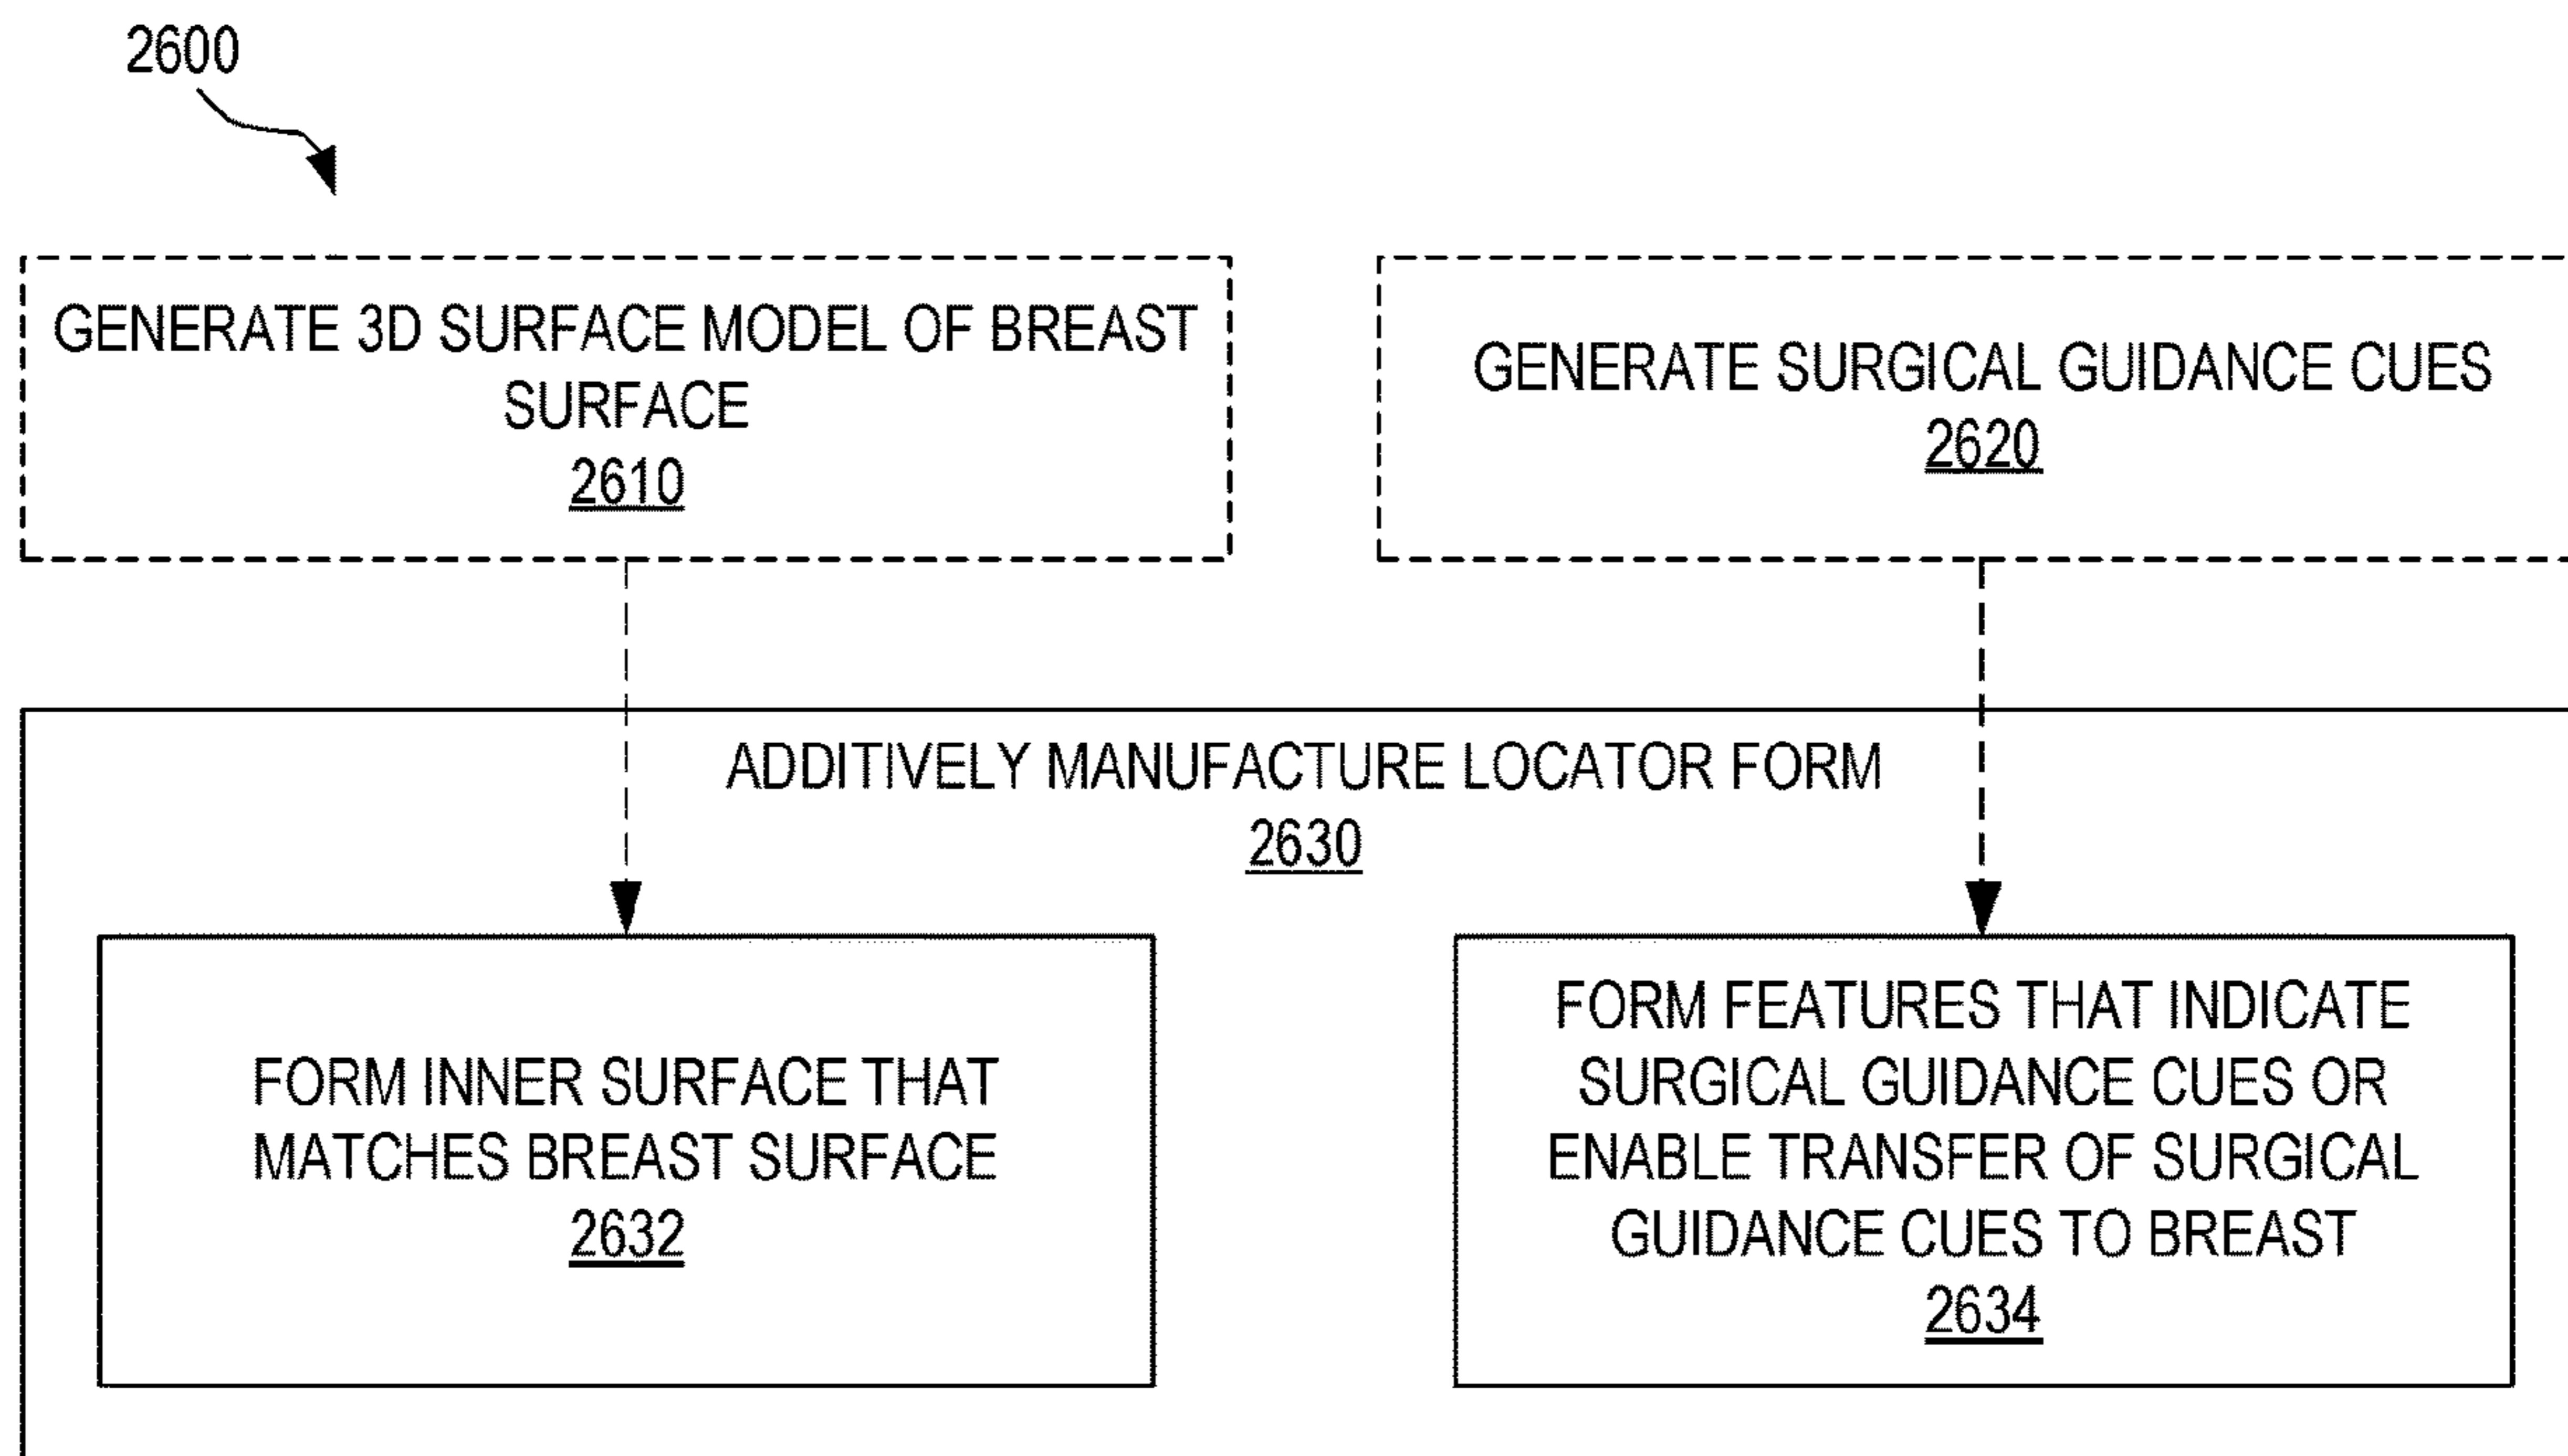 2600
GENERATE 3D SURFACE MODEL OF BREAST
SURFACE
2610
GENERATE SURGICAL GUIDANCE CUES
2620
ADDITIVELY MANUFACTURE LOCATOR FORM
2630
FORM INNER SURFACE THAT
MATCHES BREAST SURFACE
2632
FORM FEATURES THAT INDICATE
SURGICAL GUIDANCE CUES OR
ENABLE TRANSFER OF SURGICAL
GUIDANCE CUES TO BREAST
2634